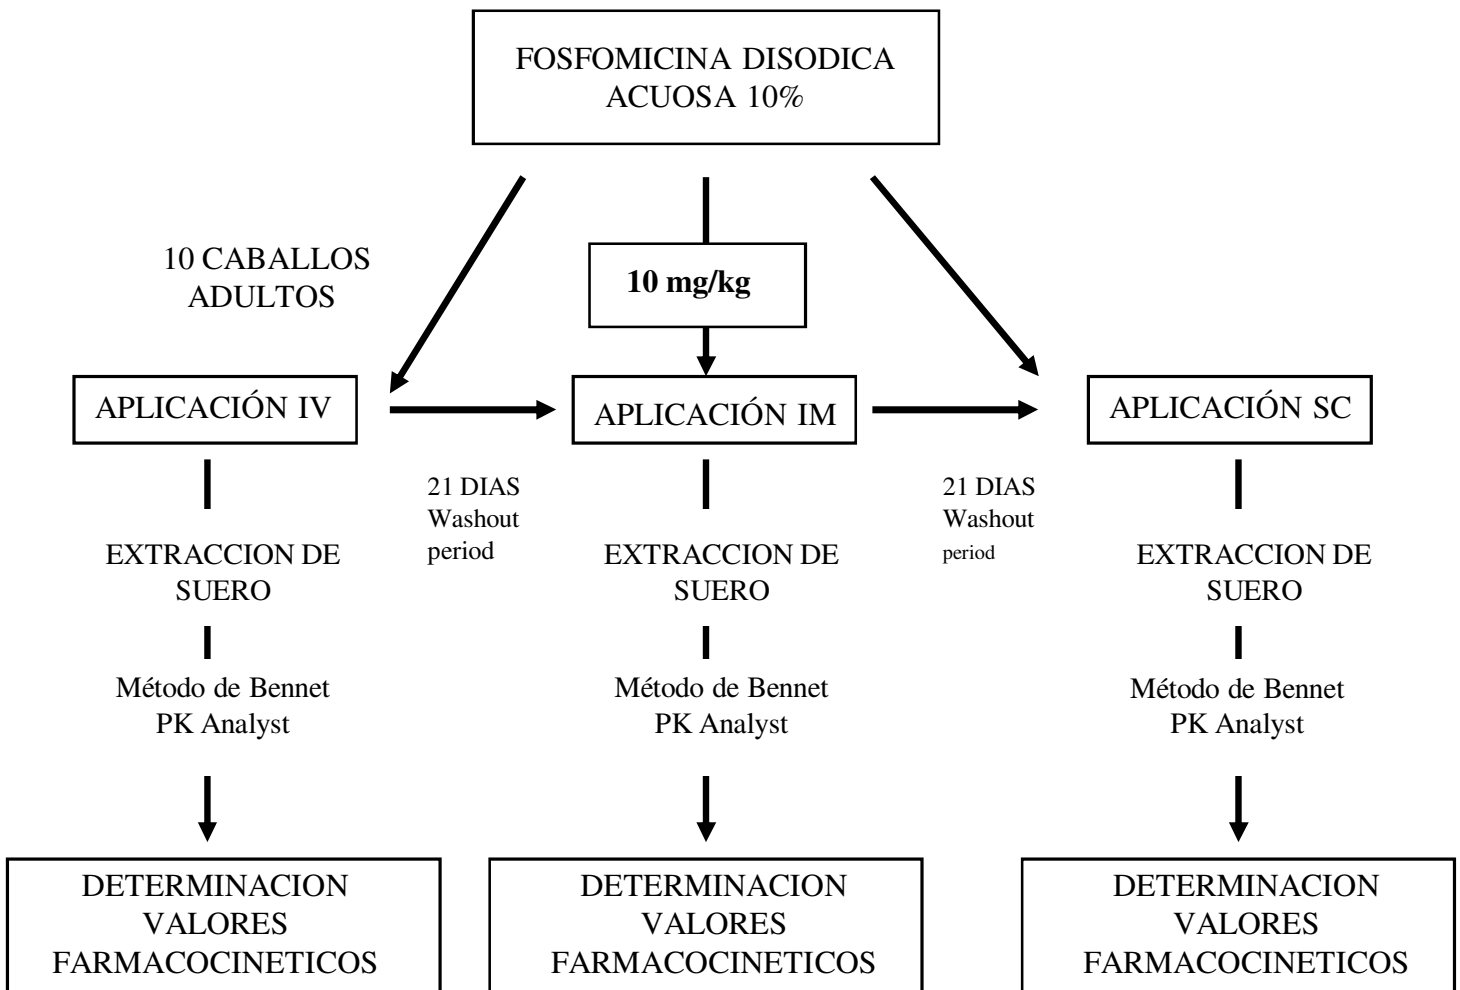 FOSFOMICINA DISODICA
ACUOSA 10%
10 CABALLOS
ADULTOS
10 mg/kg
APLICACIÓN IV
APLICACIÓN IM
APLICACIÓN SC
21 DIAS
Washout
period
21 DIAS
Washout
period
EXTRACCION DE
SUERO
EXTRACCION DE
SUERO
EXTRACCION DE
SUERO
Método de Bennet
PK Analyst
Método de Bennet
PK Analyst
Método de Bennet
PK Analyst
DETERMINACION
VALORES
FARMACOCINETICOS
DETERMINACION
VALORES
FARMACOCINETICOS
DETERMINACION
VALORES
FARMACOCINETICOS